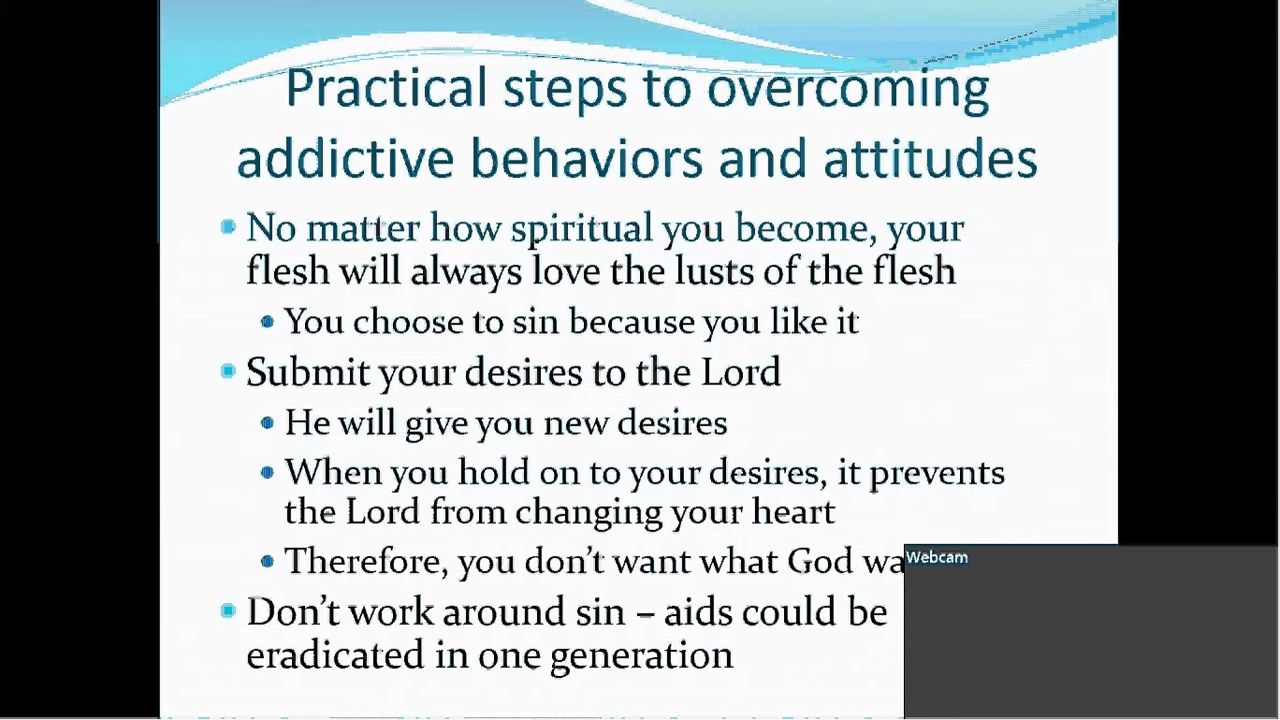 Practical steps to overcoming
addictive behaviors and attitudes
No matter how spiritual you become, your
flesh will always love the lusts of the flesh
You choose to sin because you like it
Submit your desires to the Lord
He will give you new desires
When you hold on to your desires, it prevents
the Lord from changing your heart
Therefore, you don't want what God
Webcam
Don't work around sin – aids could be
eradicated in one generation